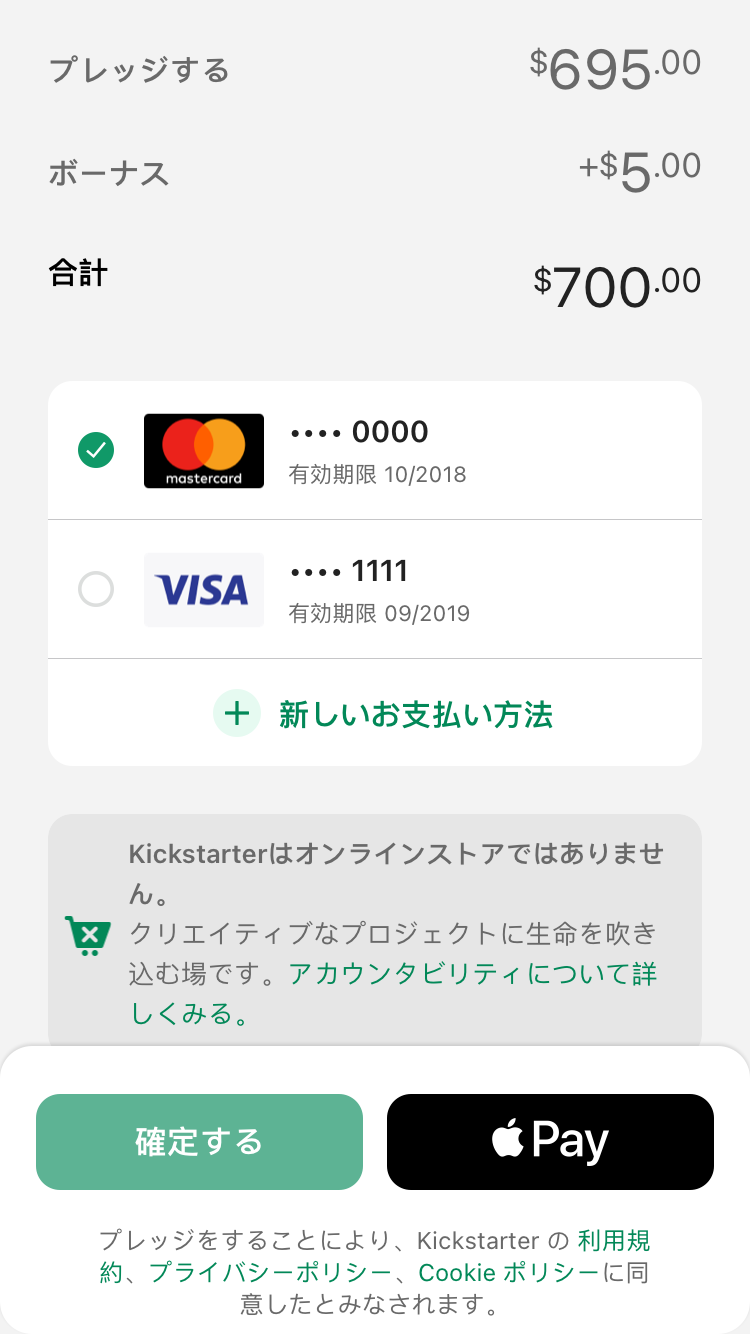 プレッジする $695.00
ボーナス +$5.00
合計 $700.00
mastercard
•••• 0000
有効期限 10/2018
VISA
•••• 1111
有効期限 09/2019
+ 新しいお支払い方法
Kickstarterはオンラインストアではありませ
ん。
クリエイティブなプロジェクトに生命を吹き
込む場です。アカウンタビリティについて詳
しくみる。
確定する
Pay
プレッジをすることにより、Kickstarter の 利用規
約、プライバシーポリシー、Cookie ポリシーに同
意したとみなされます。